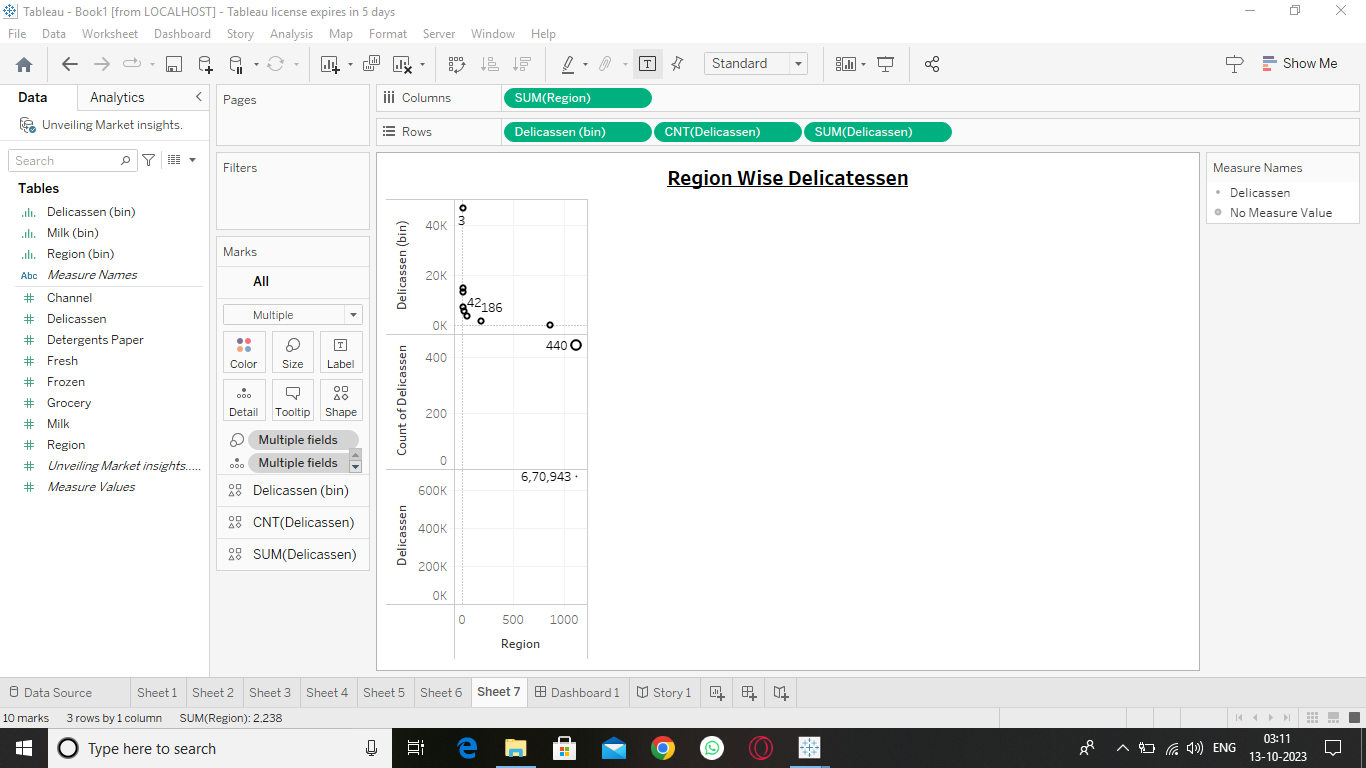 Tableau - Book1 [from LOCALHOST] - Tableau license expires in 5 days
File Data Worksheet Dashboard Story Analysis Map Format Server Window Help
Standard
Show Me
Data Analytics
Unveiling Market insights.
Search
Tables
Delicassen (bin)
Milk (bin)
Region (bin)
Abc Measure Names
Channel
Delicassen
Detergents Paper
Fresh
Frozen
Grocery
Milk
Region
Unveiling Market insights.....
Measure Values
Pages
Filters
Marks
All
Multiple
Color Size Label
Detail Tooltip Shape
Multiple fields
Multiple fields
Delicassen (bin)
CNT(Delicassen)
SUM(Delicassen)
Columns SUM(Region)
Rows Delicassen (bin) CNT(Delicassen) SUM(Delicassen)
Region Wise Delicatessen
Delicassen (bin)
40K
20K
0K
3
42
186
Count of Delicassen
400
200
0
440
Delicassen
600K
400K
200K
0K
6,70,943
0 500 1000
Region
Measure Names
Delicassen
No Measure Value
Data Source Sheet 1 Sheet 2 Sheet 3 Sheet 4 Sheet 5 Sheet 6 Sheet 7 Dashboard 1 Story 1
10 marks 3 rows by 1 column SUM(Region): 2,238
Type here to search
ENG
03:11
13-10-2023